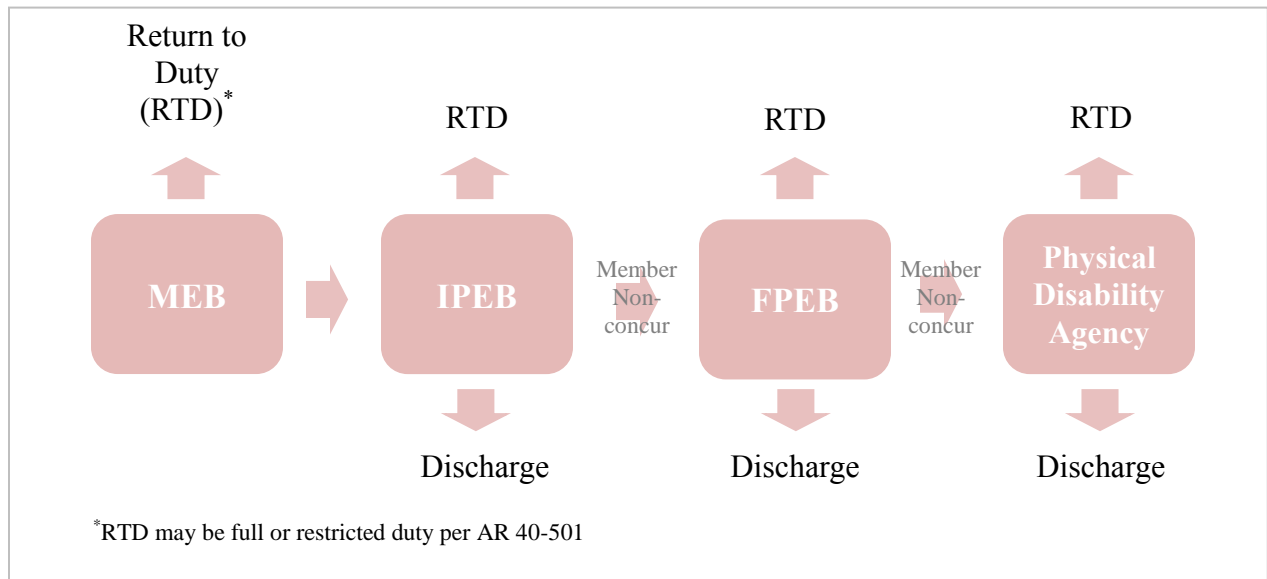 Return to
Duty
(RTD)*
RTD
RTD
RTD
MEB
IPEB
Member
Non-
concur
FPEB
Member
Non-
concur
Physical
Disability
Agency
Discharge
Discharge
Discharge
*RTD may be full or restricted duty per AR 40-501